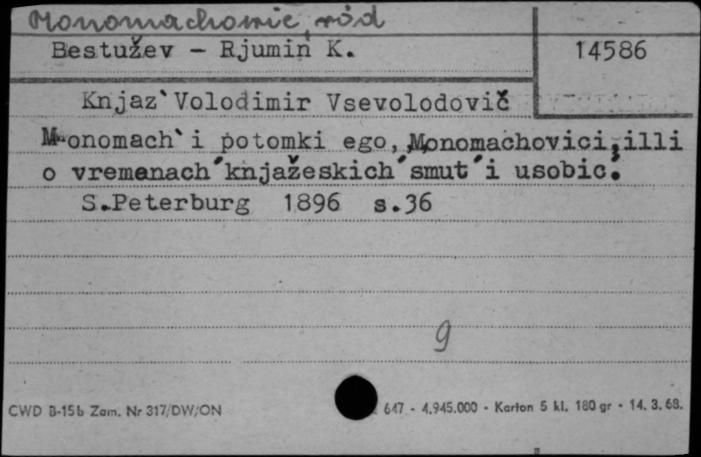 Monomachowie, ród
Bestužev - Rjumin K.
14586
Knjaz`Volodimir Vsevolodovič
Monomach`i potomki ego, Monomachovici, illi
o vremenach´knjažeskich´smut´i usobic.´
S.Peterburg 1896 s.36
9
CWD B-15b Zam. Nr 317/DW/ON
647 - 4.945.000 - Karton 5 kl. 180 gr - 14. 3. 68.